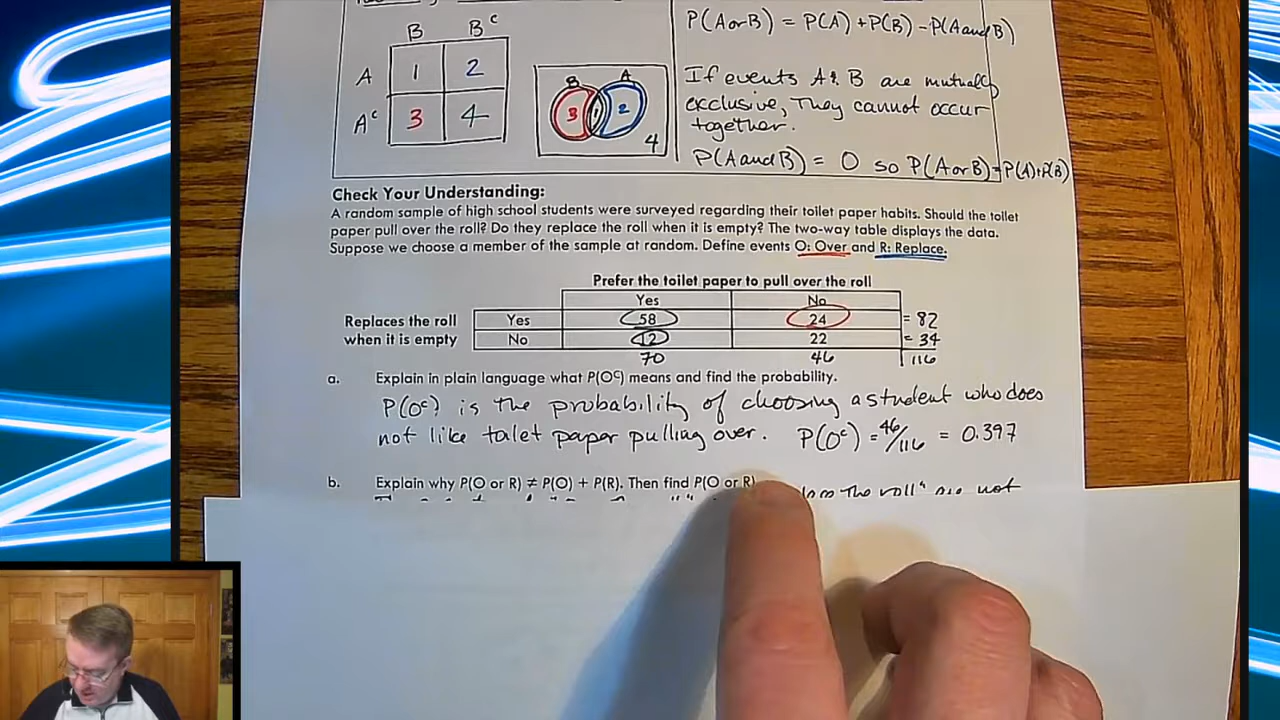 B B^c
A 1 2
A^c 3 4
B A
3 1 2
4
P(A or B) = P(A) + P(B) - P(A and B)
If events A & B are mutually
exclusive, They cannot occur
together.
P(A and B) = 0 so P(A or B) = P(A)+P(B)
Check Your Understanding:
A random sample of high school students were surveyed regarding their toilet paper habits. Should the toilet
paper pull over the roll? Do they replace the roll when it is empty? The two-way table displays the data.
Suppose we choose a member of the sample at random. Define events O: Over and R: Replace.
Prefer the toilet paper to pull over the roll
Yes No
Replaces the roll Yes 58 24 = 82
when it is empty No 12 22 = 34
70 46 116
a. Explain in plain language what P(O^C) means and find the probability.
P(O^c) is the probability of choosing a student who does
not like talet paper pulling over. P(O^c) = 46/116 = 0.397
b. Explain why P(O or R) ≠ P(O) + P(R). Then find P(O or R)
the roll" are not